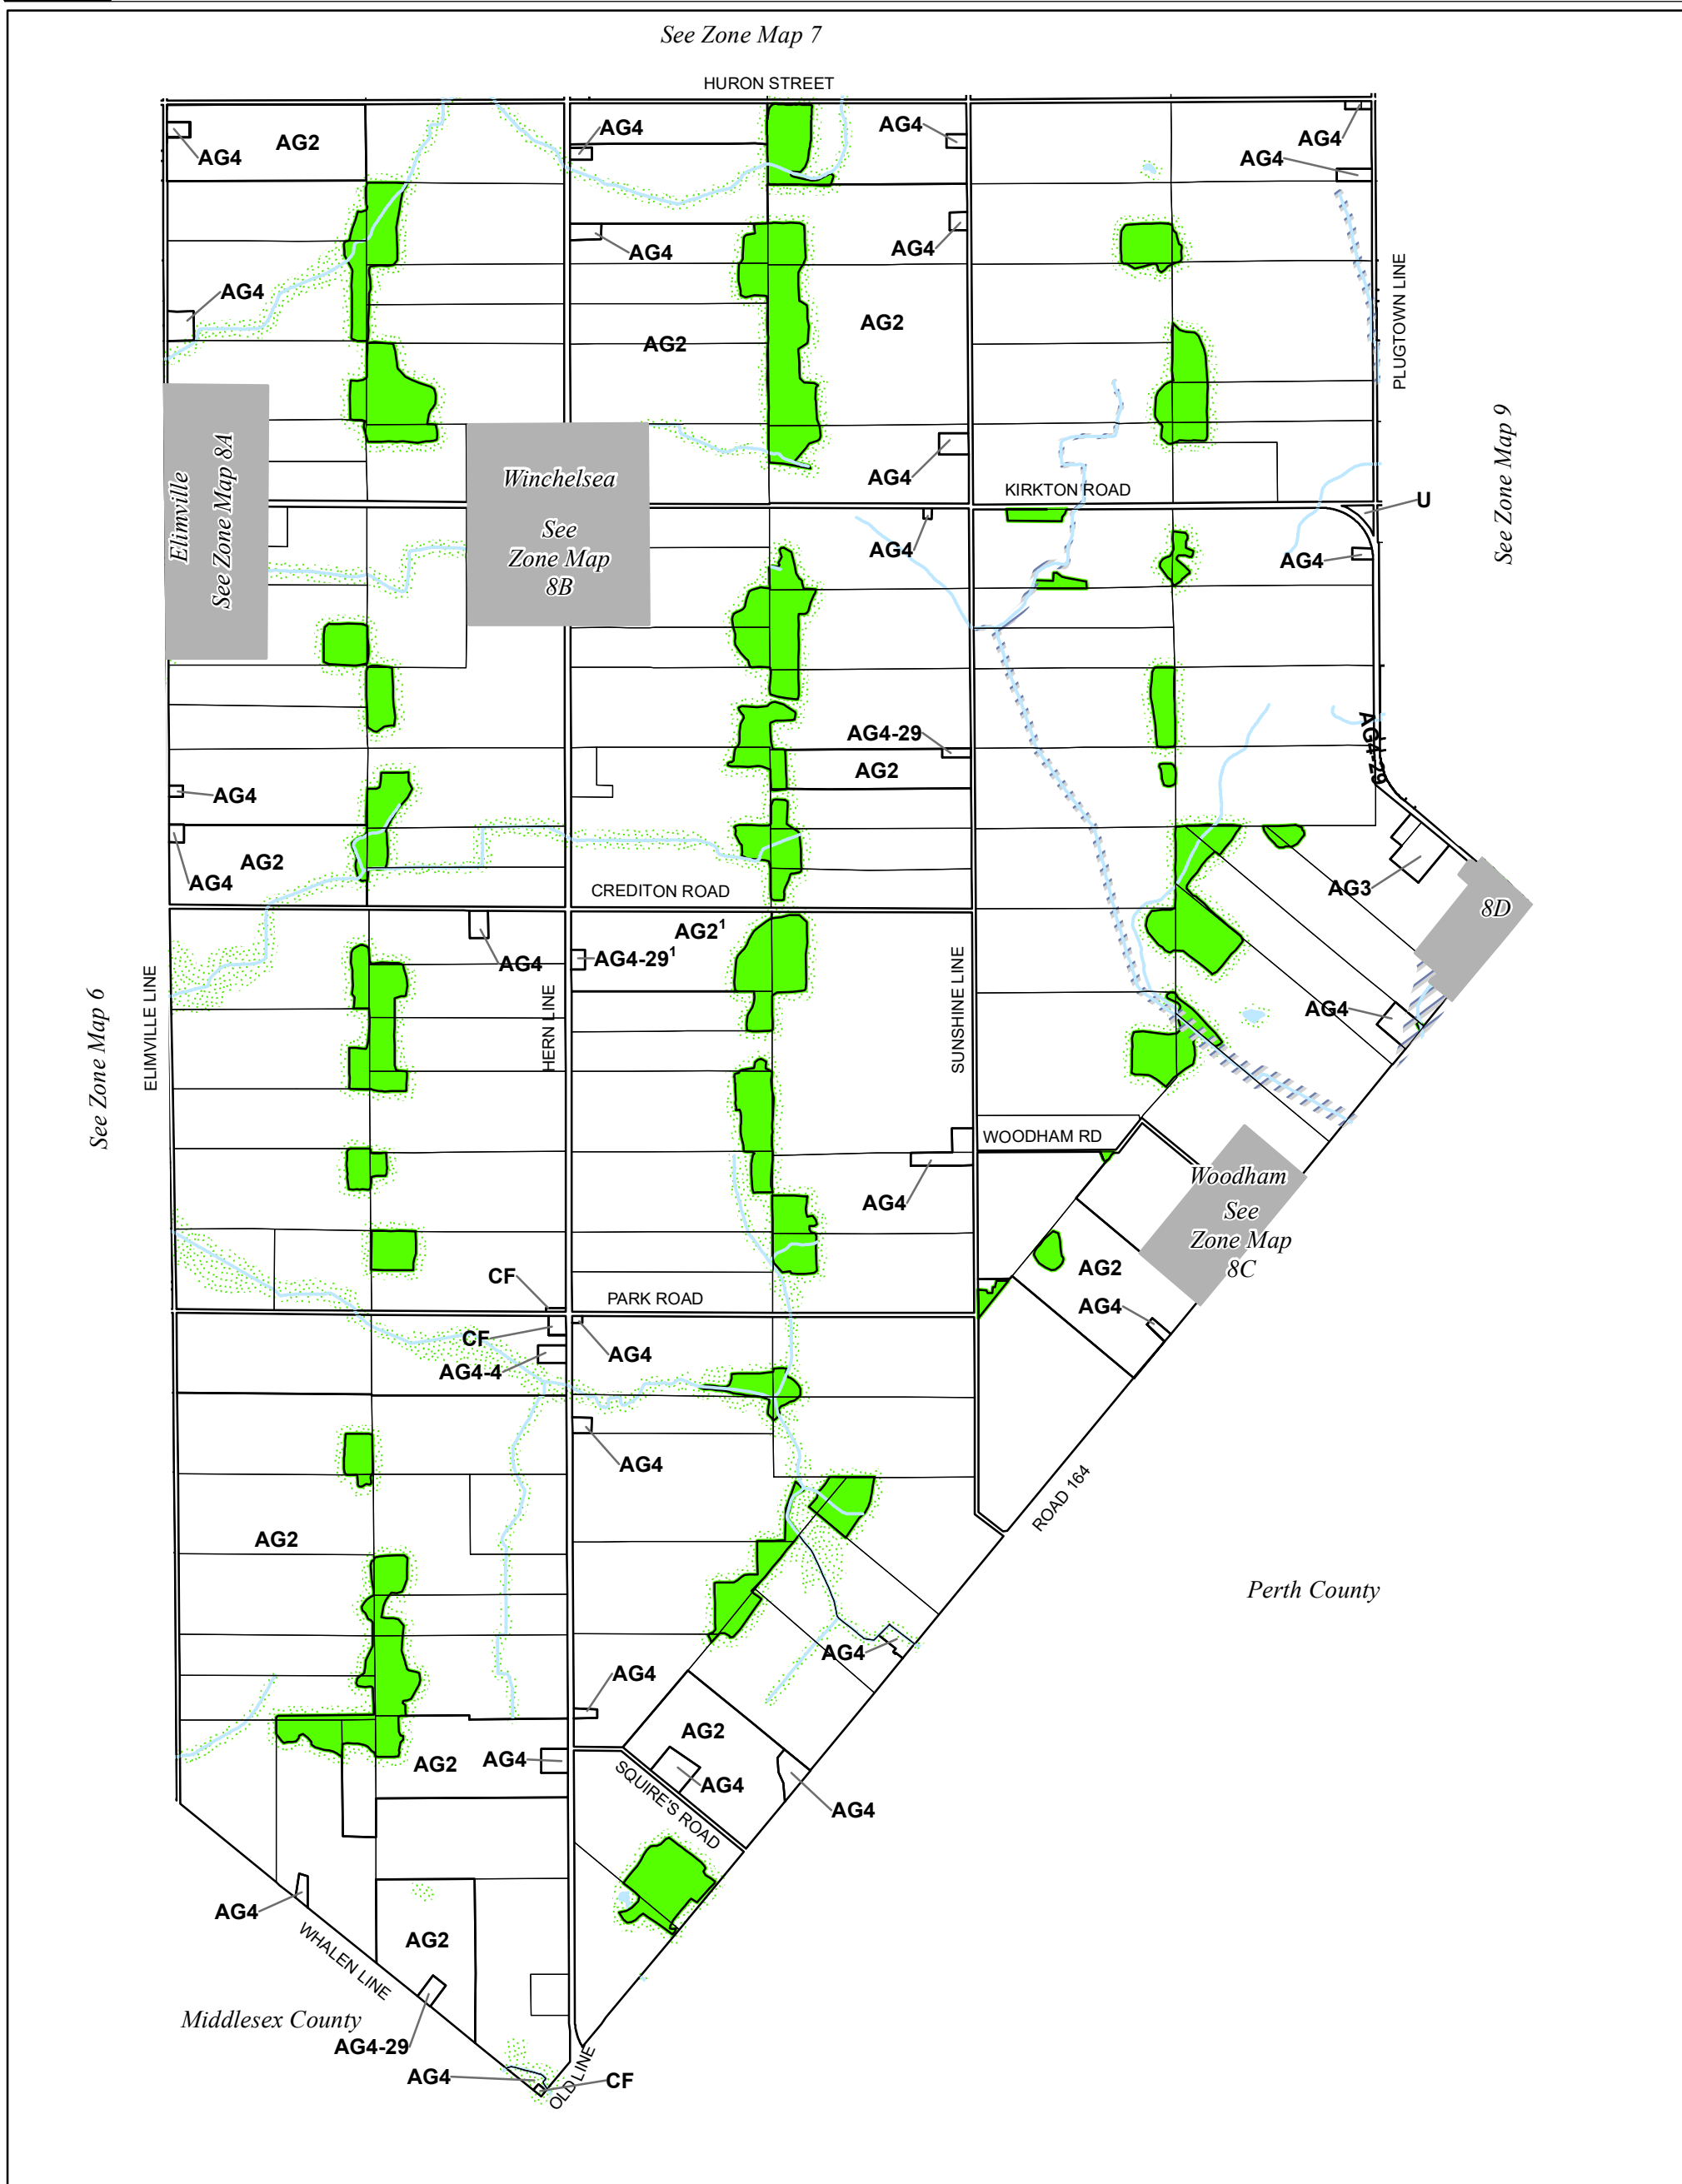 See Zone Map 7
HURON STREET
AG4
AG2
AG4
AG4
AG4
AG4
AG4
AG4
AG4
AG4
AG2
AG2
PLUGTOWN LINE
See Zone Map 9
Elimville
See Zone Map 8A
Winchelsea
See
Zone Map
8B
AG4
KIRKTON ROAD
U
AG4
AG4
AG4-29
AG2
AG4-29
AG4
AG2
AG4
CREDITON ROAD
AG3
8D
AG2¹
AG4-29¹
AG4
ELIMVILLE LINE
HERN LINE
SUNSHINE LINE
See Zone Map 6
AG4
WOODHAM RD
AG4
Woodham
See
Zone Map
8C
AG2
AG4
CF
PARK ROAD
CF
AG4-4
AG4
AG4
ROAD 164
AG2
Perth County
AG4
AG4
AG2
AG2
AG4
AG4
AG4
SQUIRE'S ROAD
AG4
WHALEN LINE
AG2
Middlesex County
AG4-29
AG4
CF
OLD LINE